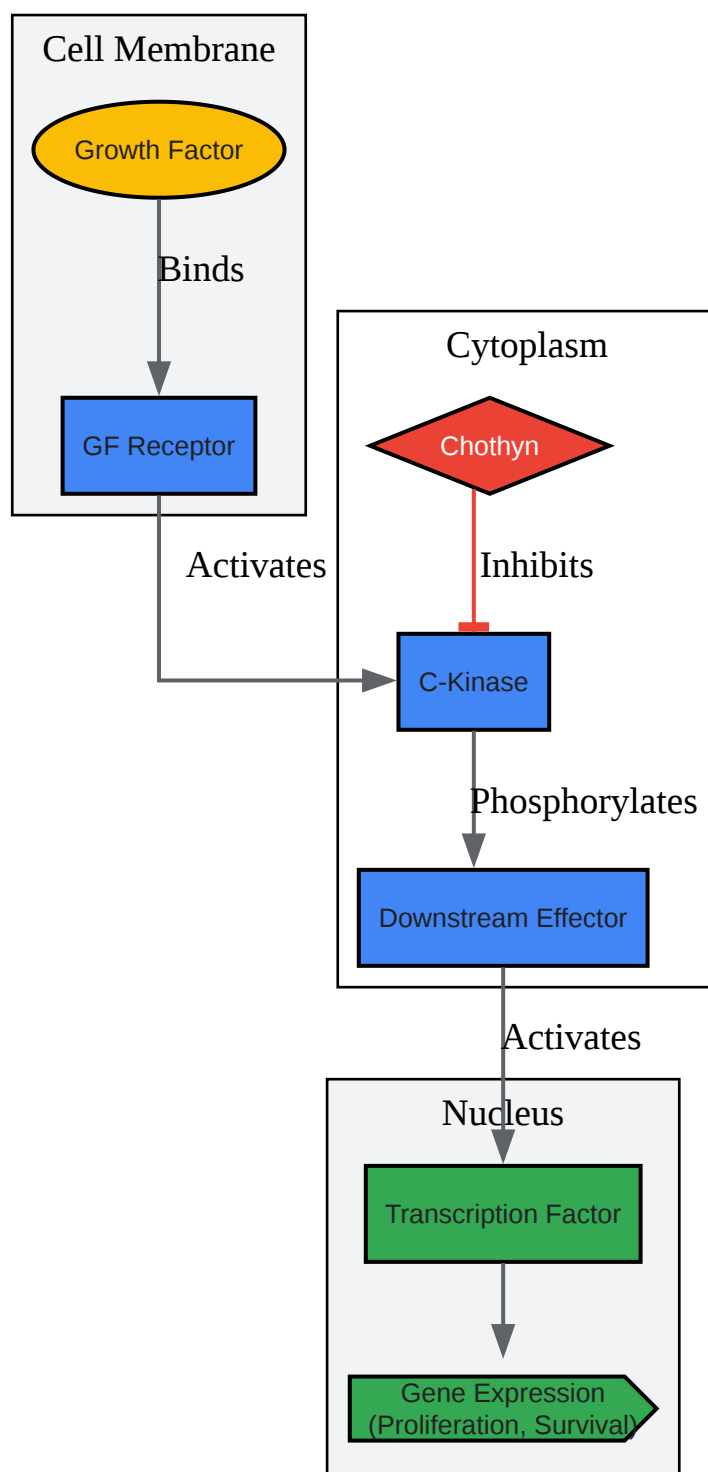 Cell Membrane
Growth Factor
Binds
GF Receptor
Activates
Cytoplasm
Chothyn
Inhibits
C-Kinase
Phosphorylates
Downstream Effector
Activates
Nucleus
Transcription Factor
Gene Expression
(Proliferation, Survival)